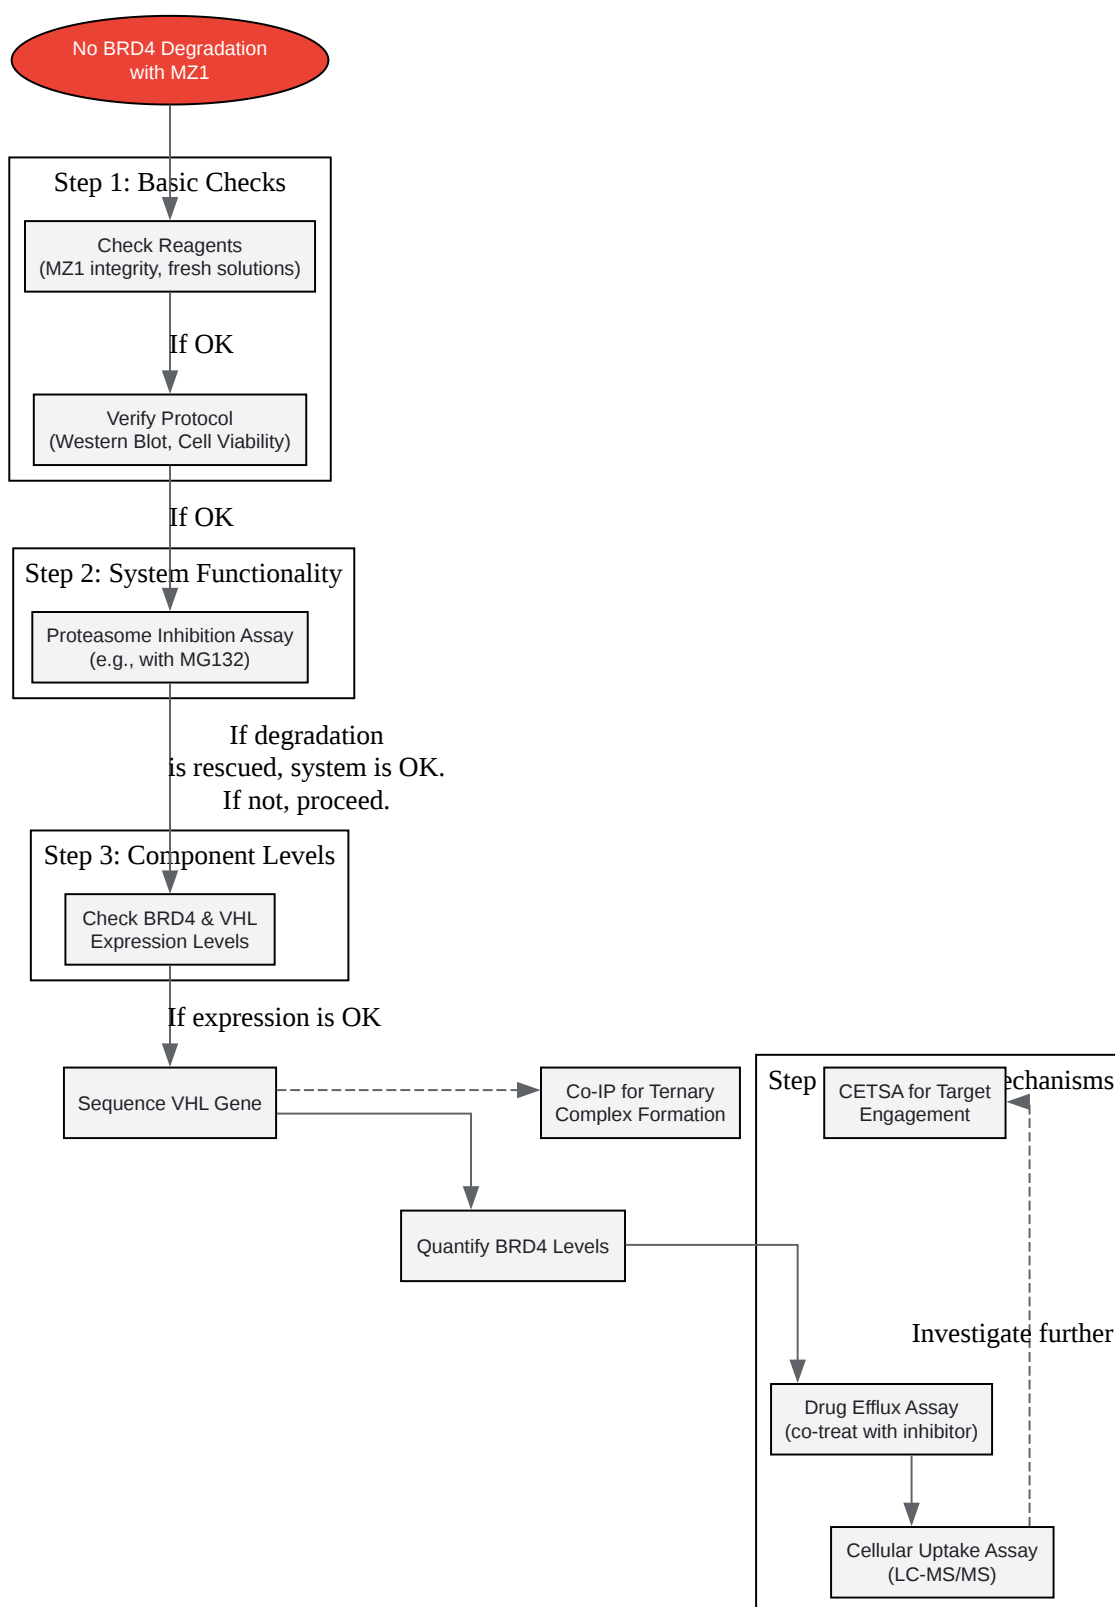 No BRD4 Degradation
with MZ1
Step 1: Basic Checks
Check Reagents
(MZ1 integrity, fresh solutions)
If OK
Verify Protocol
(Western Blot, Cell Viability)
If OK
Step 2: System Functionality
Proteasome Inhibition Assay
(e.g., with MG132)
If degradation
is rescued, system is OK.
If not, proceed.
Step 3: Component Levels
Check BRD4 & VHL
Expression Levels
If expression is OK
Sequence VHL Gene
Co-IP for Ternary
Complex Formation
Step
CETSA for Target
Engagement
Quantify BRD4 Levels
Investigate further
Drug Efflux Assay
(co-treat with inhibitor)
Cellular Uptake Assay
(LC-MS/MS)